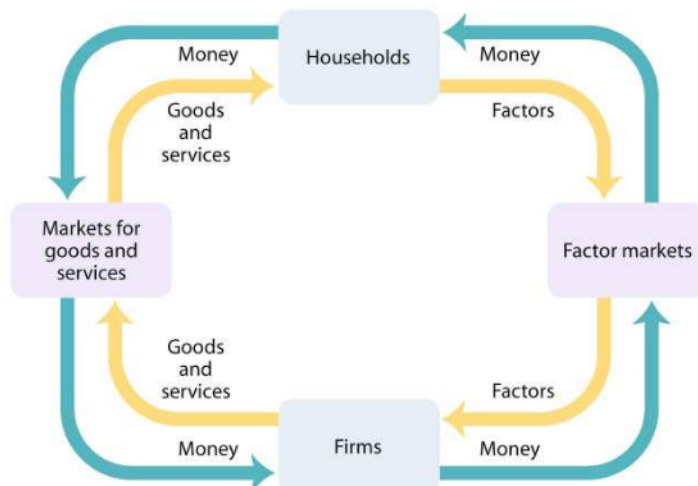 Money
Households
Money
Goods
and
services
Factors
Markets for
goods and
services
Factor markets
Goods
and
services
Factors
Money
Firms
Money